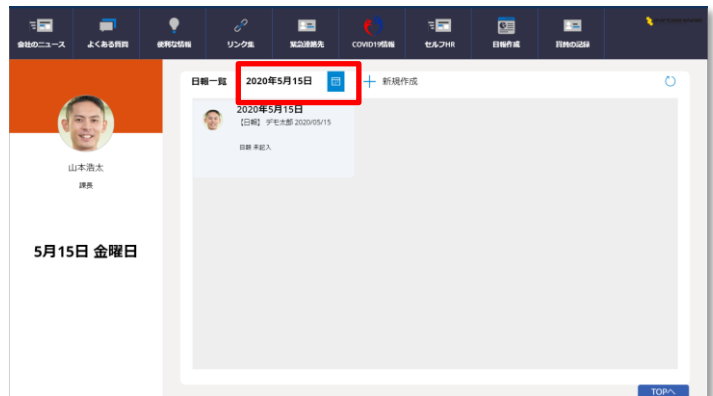 会社のニュース
よくある質問
便利な情報
リンク集
緊急連絡先
COVID19情報
セルフHR
日報作成
日報一覧 2020年5月15日 新規作成
2020年5月15日
【日報】 デモ太郎 2020/05/15
日報 未記入
山本浩太
課長
5月15日 金曜日
TOPへ